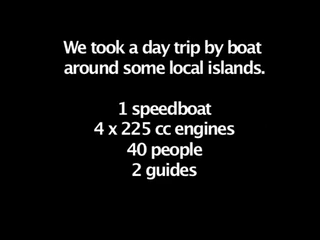 We took a day trip by boat
around some local islands.
1 speedboat
4 x 225 cc engines
40 people
2 guides